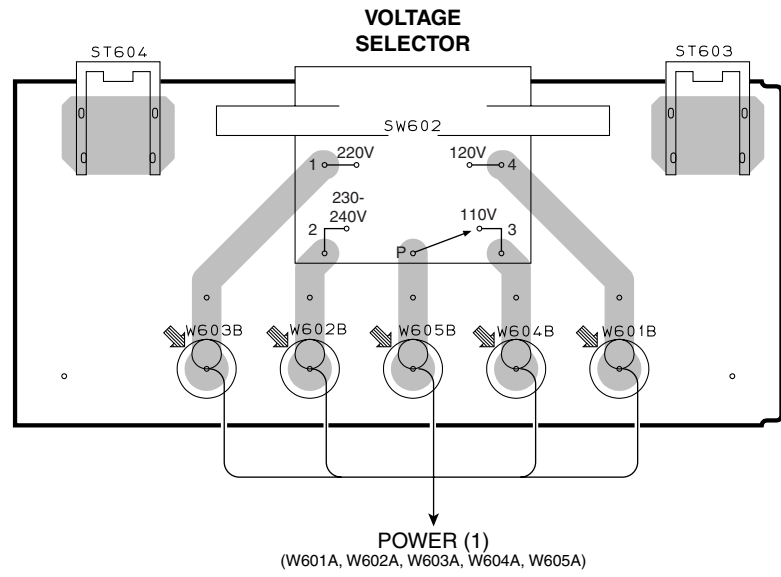 VOLTAGE
SELECTOR
ST604
ST603
SW602
1
220V
120V
4
230-
240V
2
110V
3
P
W603B
W602B
W605B
W604B
W601B
POWER (1)
(W601A, W602A, W603A, W604A, W605A)